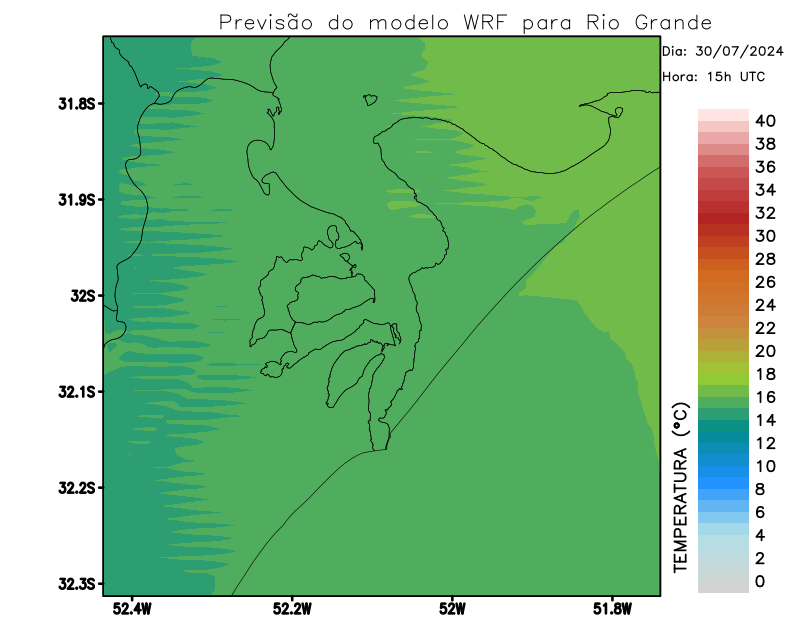 Previsão do modelo WRF para Rio Grande
Dia: 30/07/2024
Hora: 15h UTC
31.8S
31.9S
32S
32.1S
32.2S
32.3S
52.4W
52.2W
52W
51.8W
TEMPERATURA (°C)
40
38
36
34
32
30
28
26
24
22
20
18
16
14
12
10
8
6
4
2
0